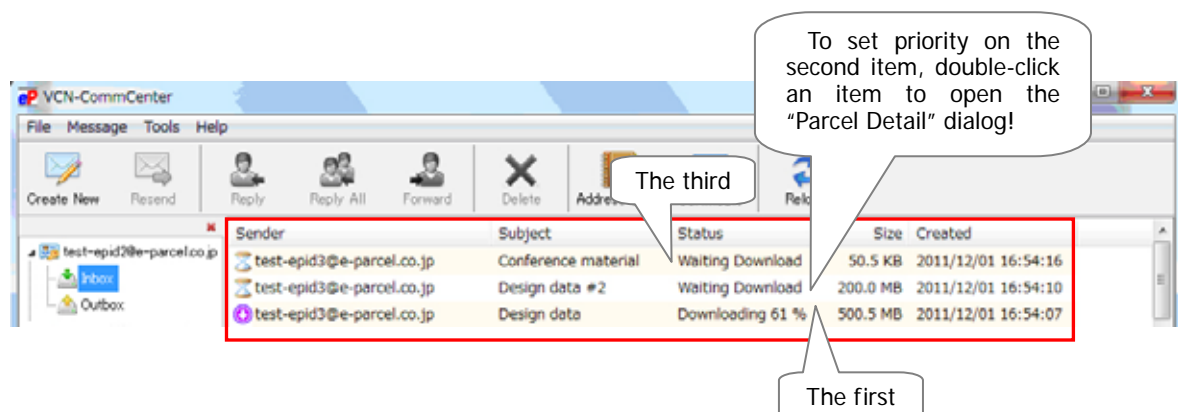 To set priority on the
second item, double-click
an item to open the
"Parcel Detail" dialog!
eP VCN-CommCenter
File Message Tools Help
The third
Create New Resend Reply Reply All Forward Delete
Sender Subject Status Size Created
test-epid2@e-parcel.co.jp
test-epid3@e-parcel.co.jp Conference material Waiting Download 50.5 KB 2011/12/01 16:54:16
Inbox
test-epid3@e-parcel.co.jp Design data #2 Waiting Download 200.0 MB 2011/12/01 16:54:10
Outbox
test-epid3@e-parcel.co.jp Design data Downloading 61 % 500.5 MB 2011/12/01 16:54:07
The first